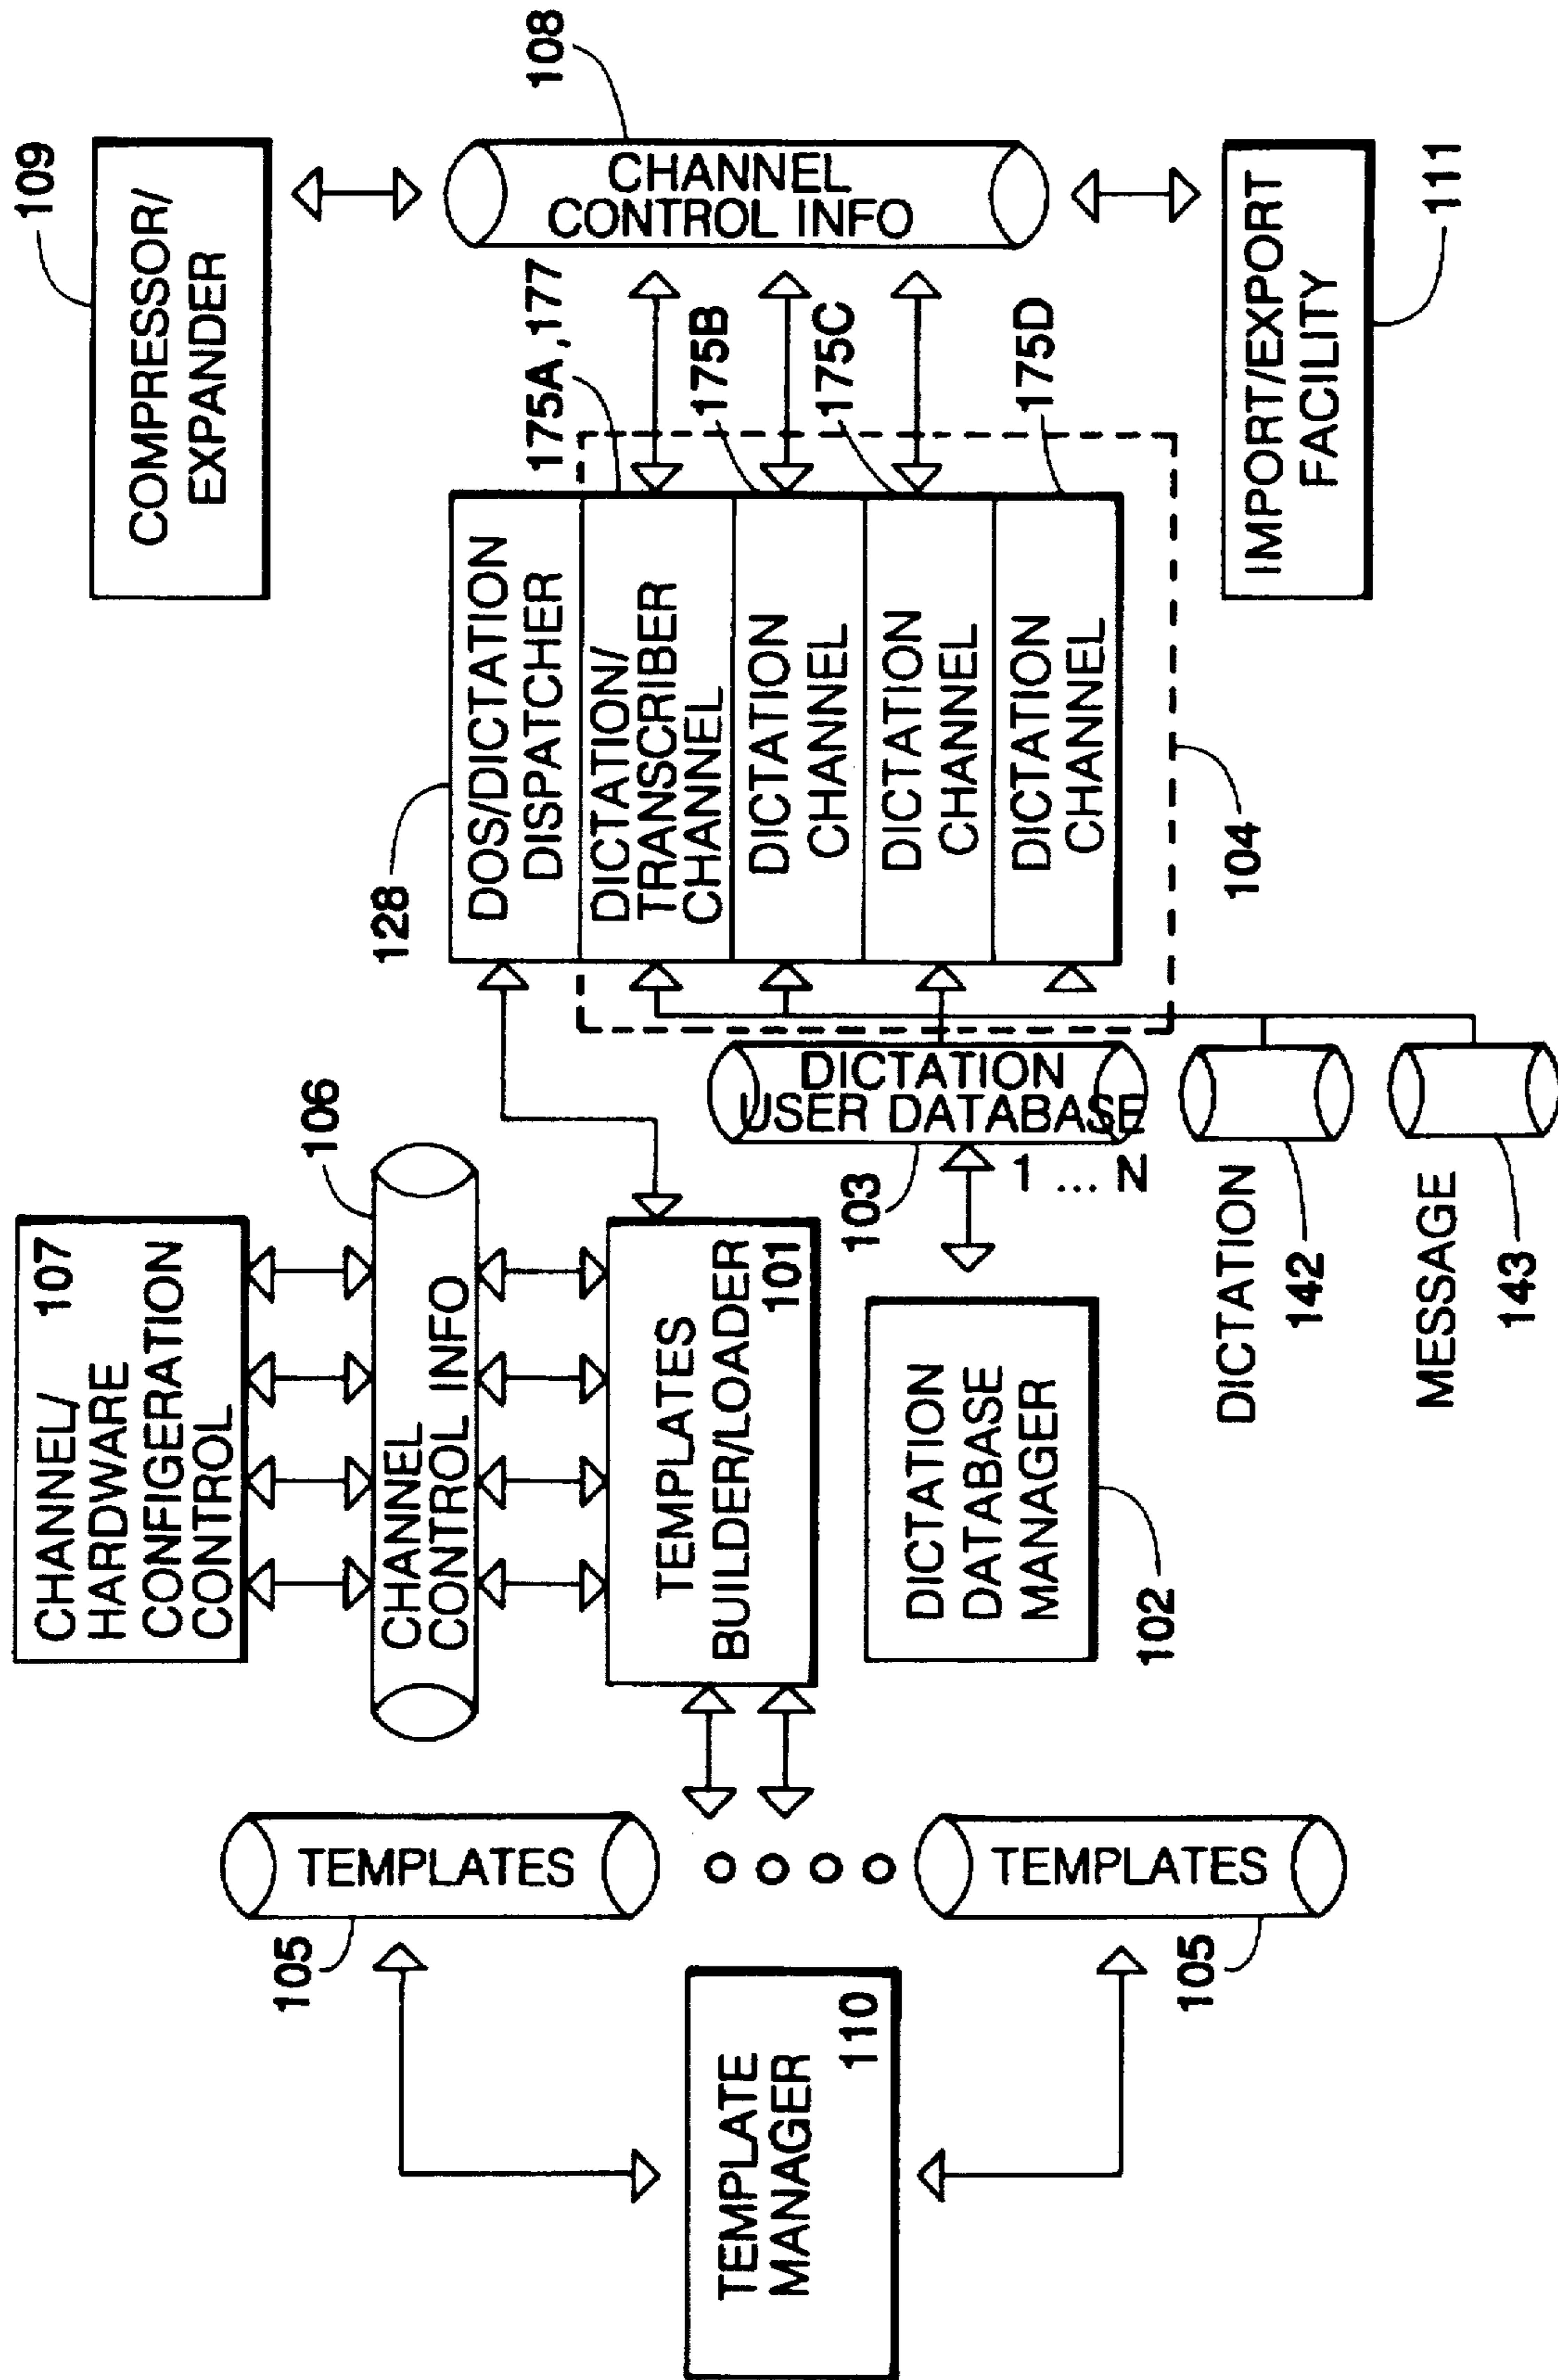 CHANNEL/ 107
HARDWARE
CONFIGERATION
CONTROL
106
CHANNEL
CONTROL INFO
TEMPLATES
BUILDER/LOADER
101
105
TEMPLATES
TEMPLATES
105
TEMPLATE
MANAGER
110
DICTATION
DATABASE
MANAGER
102
103
DICTATION
USER DATABASE
1 ... N
DICTATION
142
MESSAGE
143
128
DOS/DICTATION
DISPATCHER
DICTATION/
TRANSCRIBER
CHANNEL
DICTATION
CHANNEL
DICTATION
CHANNEL
DICTATION
CHANNEL
175A,177
175B
175C
175D
104
109
COMPRESSOR/
EXPANDER
108
CHANNEL
CONTROL INFO
IMPORT/EXPORT
FACILITY
111